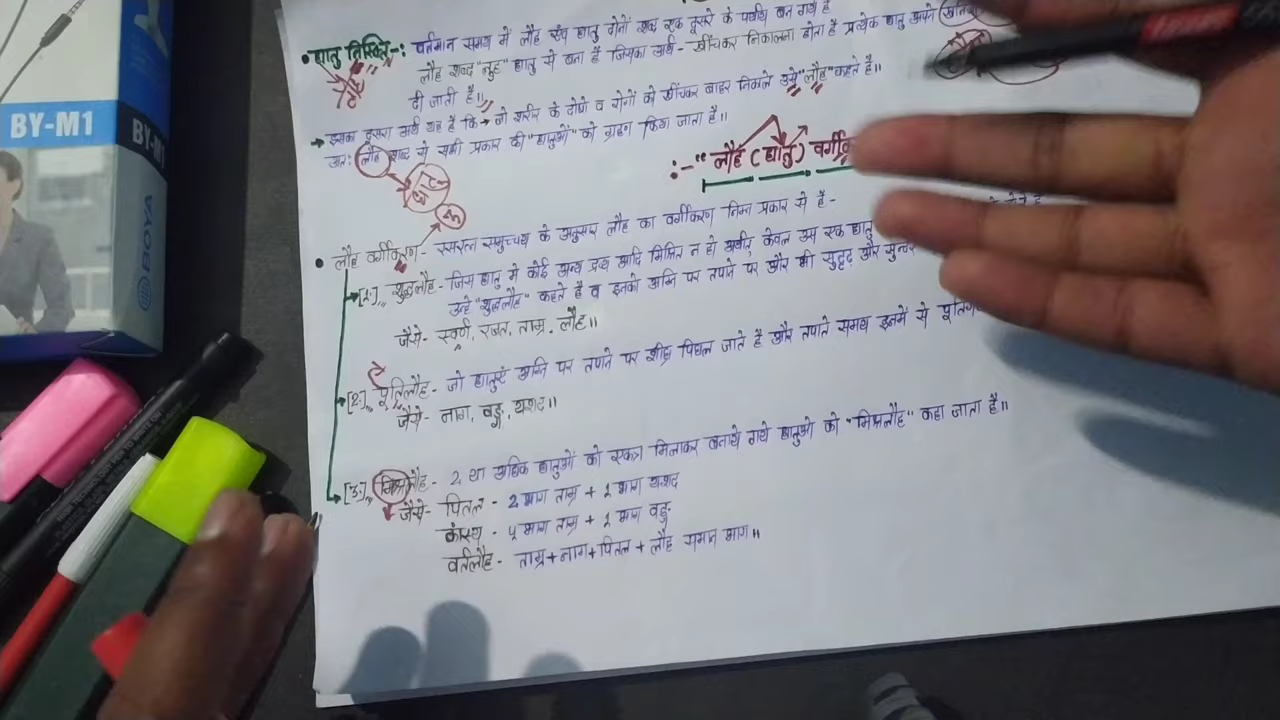 • धातु निरुक्ति-: वर्तमान समय में लौह एवं धातु दोनों शब्द एक दूसरे के पर्याय बन गये है
लौह शब्द "लुह" धातु से बना है जिसका अर्थ - खींचकर निकालना होता है प्रत्येक धातु अपने
दी जाती है॥
→ इसका दूसरा अर्थ यह है कि → जो शरीर के दोषो व रोगों को खींचकर बाहर निकाले उसे "लौह" कहते है॥
अतः लौह शब्द से सभी प्रकार की "धातुओं" को ग्रहण किया जाता है॥
:-" लौह (धातु) वर्गीक
• लौह वर्गीकरण - रसरत्न समुच्चय के अनुसार लौह का वर्गीकरण निम्न प्रकार से है -
[1.] शुद्धलौह - जिस धातु में कोई अन्य द्रव्य आदि मिश्रित न हो अर्थात् केवल उस एक धातु
उन्हे "शुद्धलौह" कहते है व इनको अग्नि पर तपाने पर और भी सुदृढ़ और सुन्दर
जैसे - स्वर्ण, रजत, ताम्र, लौह॥
[2.] पूतिलौह - जो धातुएं अग्नि पर तपाने पर शीघ्र पिघल जाते है और तपाते समय इनमें से
जैसे - नाग, वङ्ग, यशद॥
[3.] मिश्रलौह - 2 या अधिक धातुओं को एकत्र मिलाकर बनाये गये धातुओ को "मिश्रलौह" कहा जाता है॥
जैसे - पितल - 2 भाग ताम्र + 1 भाग यशद
कांस्य - 4 भाग ताम्र + 1 भाग वङ्ग
वर्तलौह - ताम्र + नाग + पितल + लौह समान भाग॥
BY-M1
BY-M1
BOYA